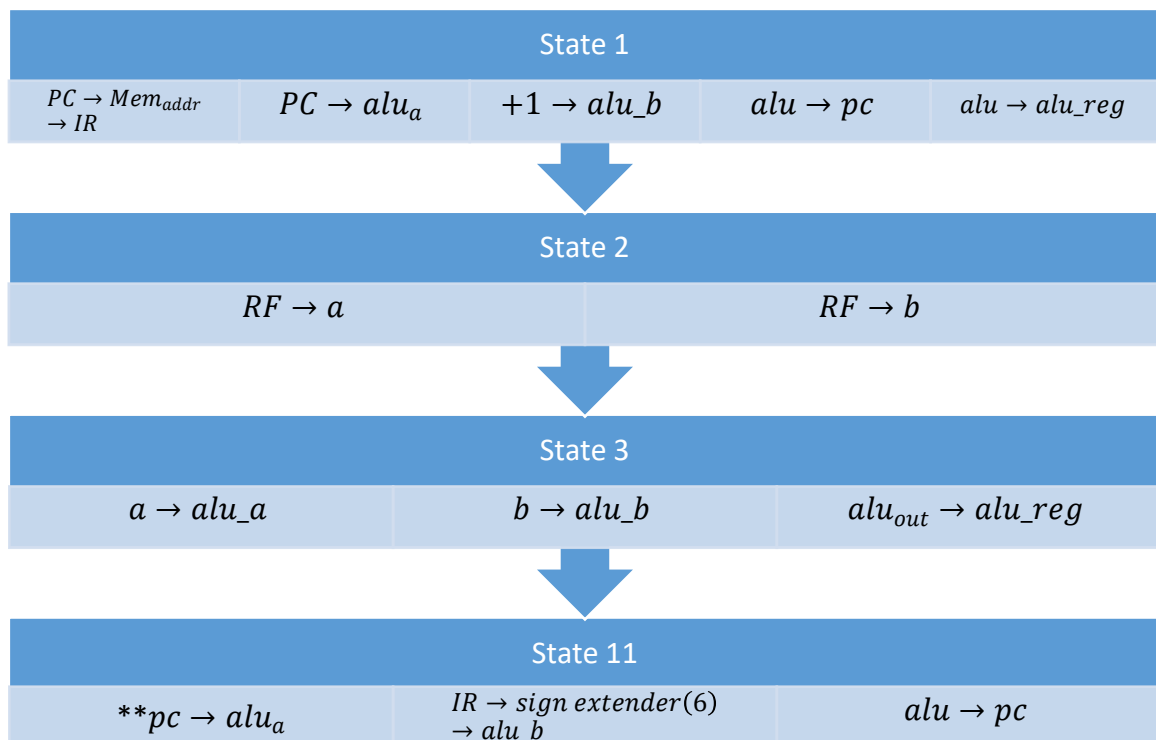 State 1
PC → Mem_addr
→ IR
PC → alu_a
+1 → alu_b
alu → pc
alu → alu_reg
State 2
RF → a
RF → b
State 3
a → alu_a
b → alu_b
alu_out → alu_reg
State 11
**pc → alu_a
IR → sign extender(6)
→ alu_b
alu → pc